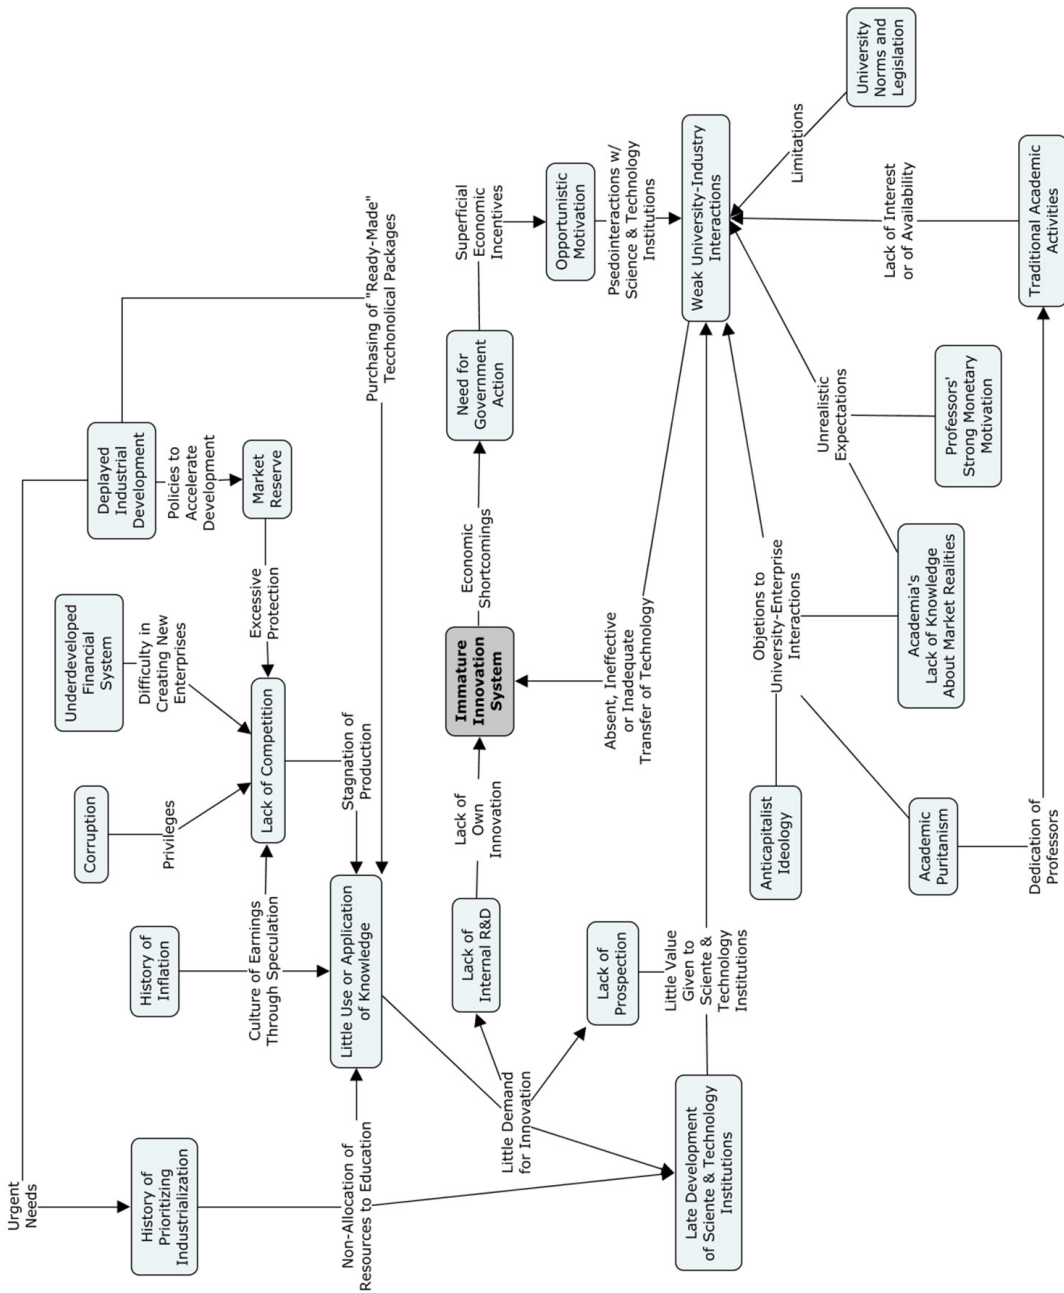 Urgent
Needs
Corruption
Underdeveloped
Financial
System
Deplayed
Industrial
Development
History of
Prioritizing
Industrialization
History of
Inflation
Privileges
Difficulty in
Creating New
Enterprises
Policies to
Accelerate
Development
Culture of Earnings
Through Speculation
Lack of Competition
Excessive
Protection
Market
Reserve
Non-Allocation of
Resources to Education
Little Use or Application
of Knowledge
Stagnation of
Production
Purchasing of "Ready-Made"
Tecchonolical Packages
Little Demand
for Innovation
Lack of
Internal R&D
Lack of
Own
Innovation
Immature
Innovation
System
Economic
Shortcomings
Need for
Government
Action
Superficial
Economic
Incentives
Lack of
Prospection
Absent, Ineffective
or Inadequate
Transfer of Technology
Opportunistic
Motivation
Psedointeractions w/
Science & Technology
Institutions
Late Development
of Sciente & Technology
Institutions
Little Value
Given to
Sciente &
Technology
Institutions
Weak University-Industry
Interactions
Anticapitalist
Ideology
Objetions to
University-Enterprise
Interactions
Unrealistic
Expectations
Limitations
University
Norms and
Legislation
Academic
Puritanism
Academia's
Lack of Knowledge
About Market Realities
Professors'
Strong Monetary
Motivation
Lack of Interest
or of Availability
Dedication of
Professors
Traditional Academic
Activities